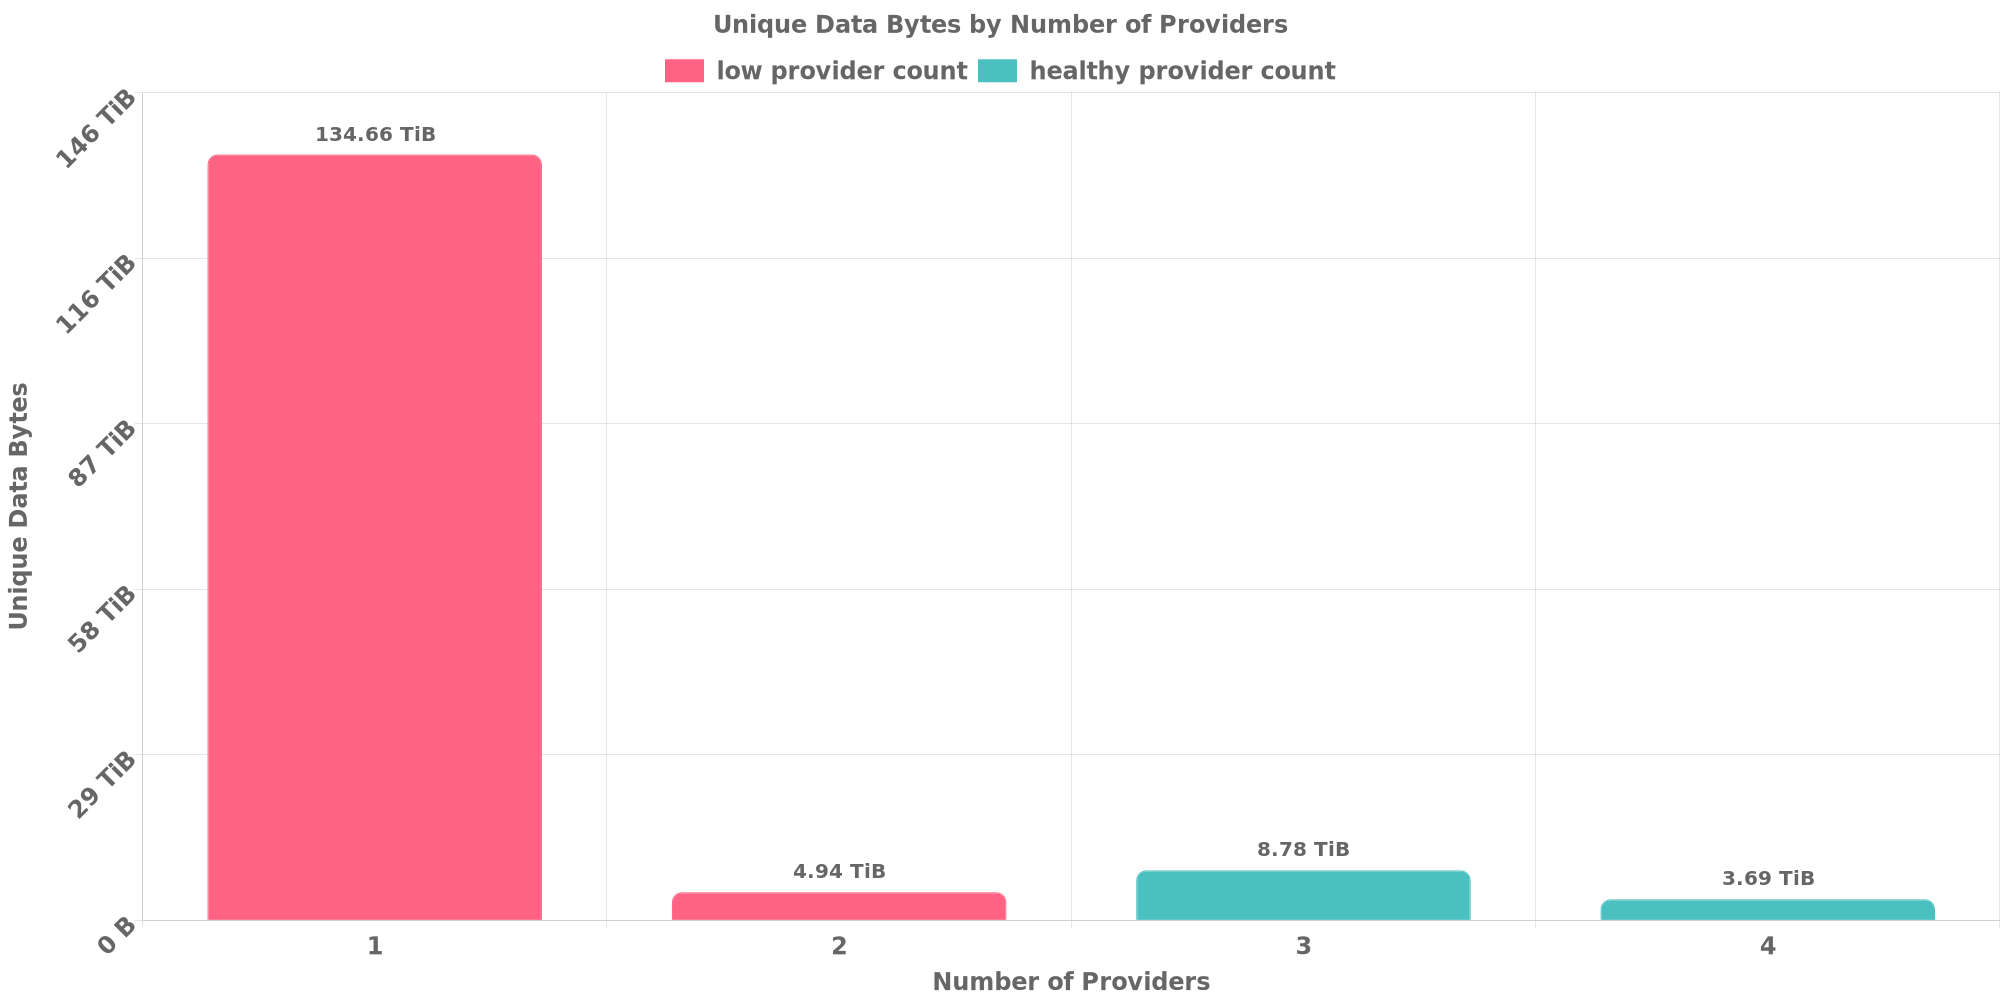 Unique Data Bytes by Number of Providers
low provider count
healthy provider count
146 TiB
116 TiB
87 TiB
58 TiB
29 TiB
0 B
Unique Data Bytes
134.66 TiB
4.94 TiB
8.78 TiB
3.69 TiB
1
2
3
4
Number of Providers